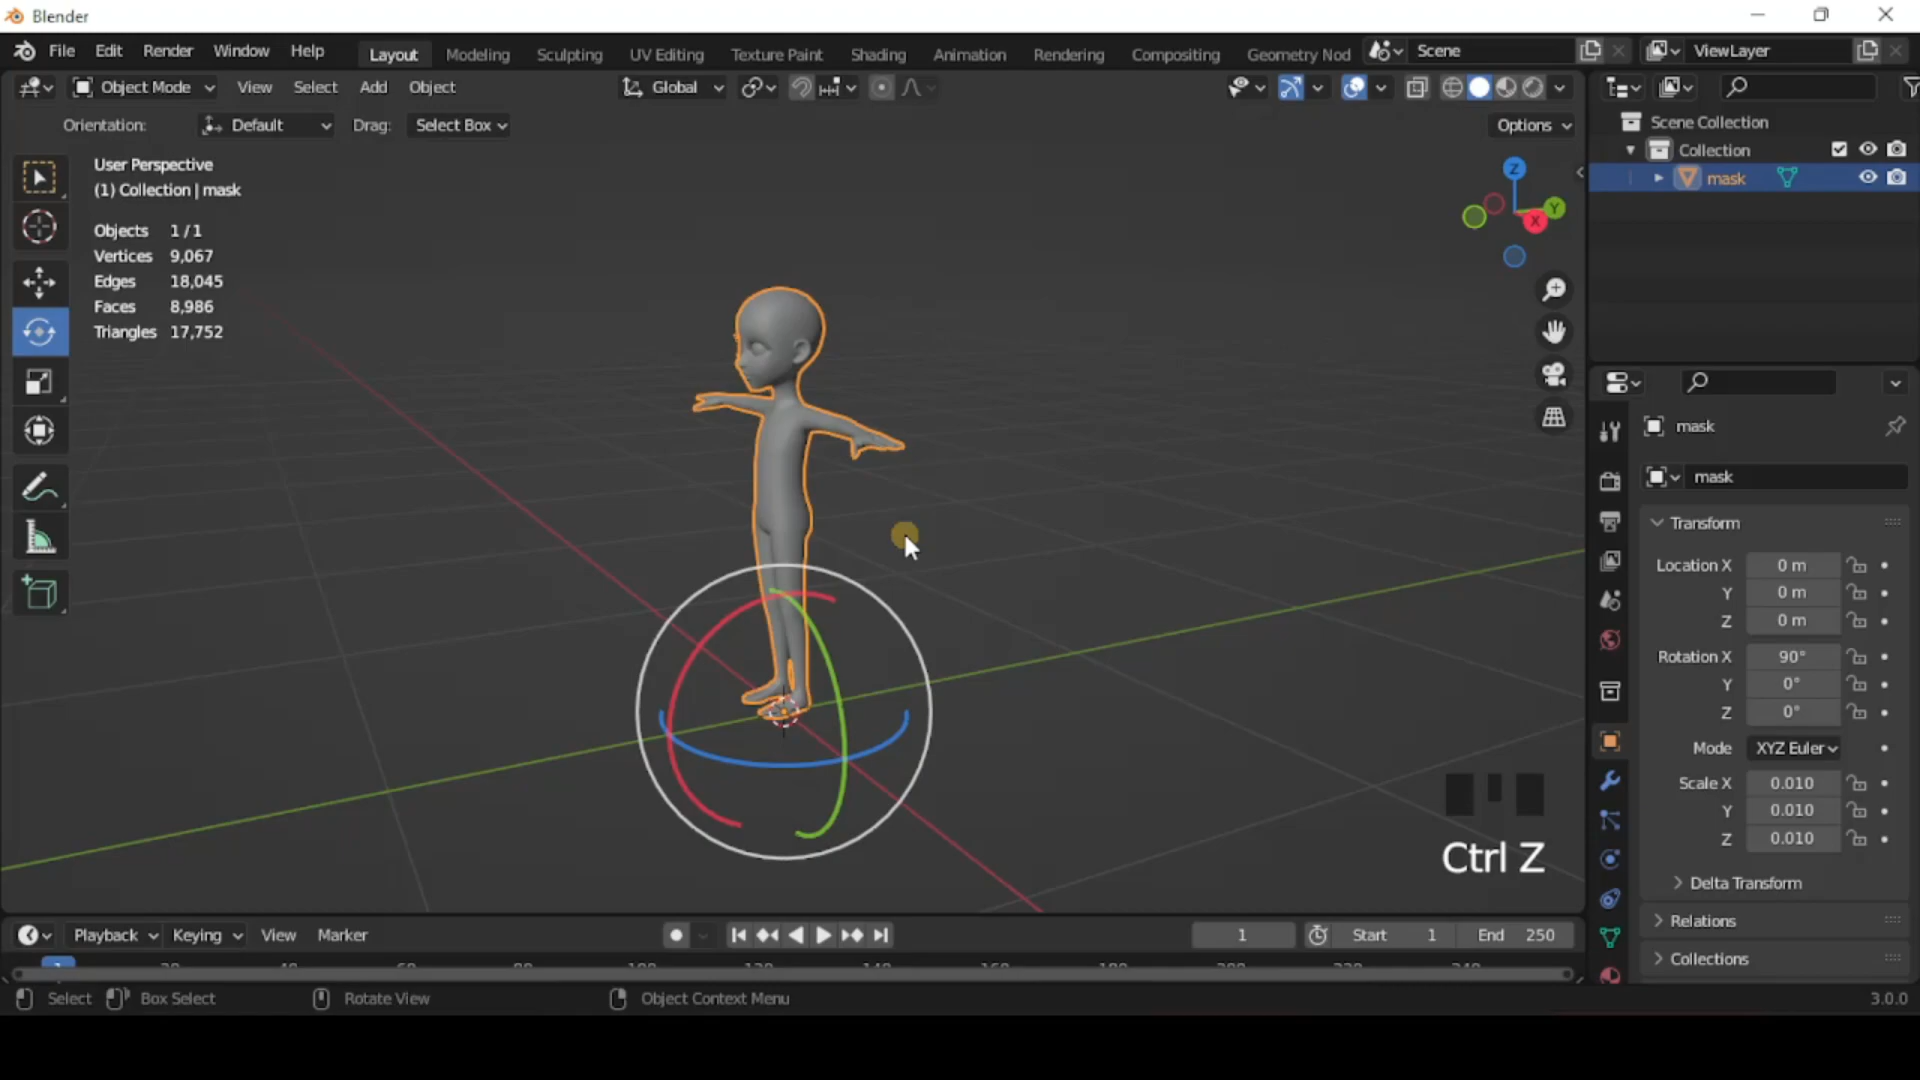 Blender
File Edit Render Window Help Layout Modeling Sculpting UV Editing Texture Paint Shading Animation Rendering Compositing Geometry Nod Scene ViewLayer
Object Mode View Select Add Object Global
Orientation: Default Drag: Select Box Options
User Perspective
(1) Collection | mask
Objects 1/1
Vertices 9,067
Edges 18,045
Faces 8,986
Triangles 17,752
Z
Y
X
Scene Collection
Collection
mask
mask
mask
Transform
Location X 0 m
Y 0 m
Z 0 m
Rotation X 90°
Y 0°
Z 0°
Mode XYZ Euler
Scale X 0.010
Y 0.010
Z 0.010
Delta Transform
Relations
Collections
Ctrl Z
Playback Keying View Marker 1 Start 1 End 250
1
Select Box Select Rotate View Object Context Menu 3.0.0